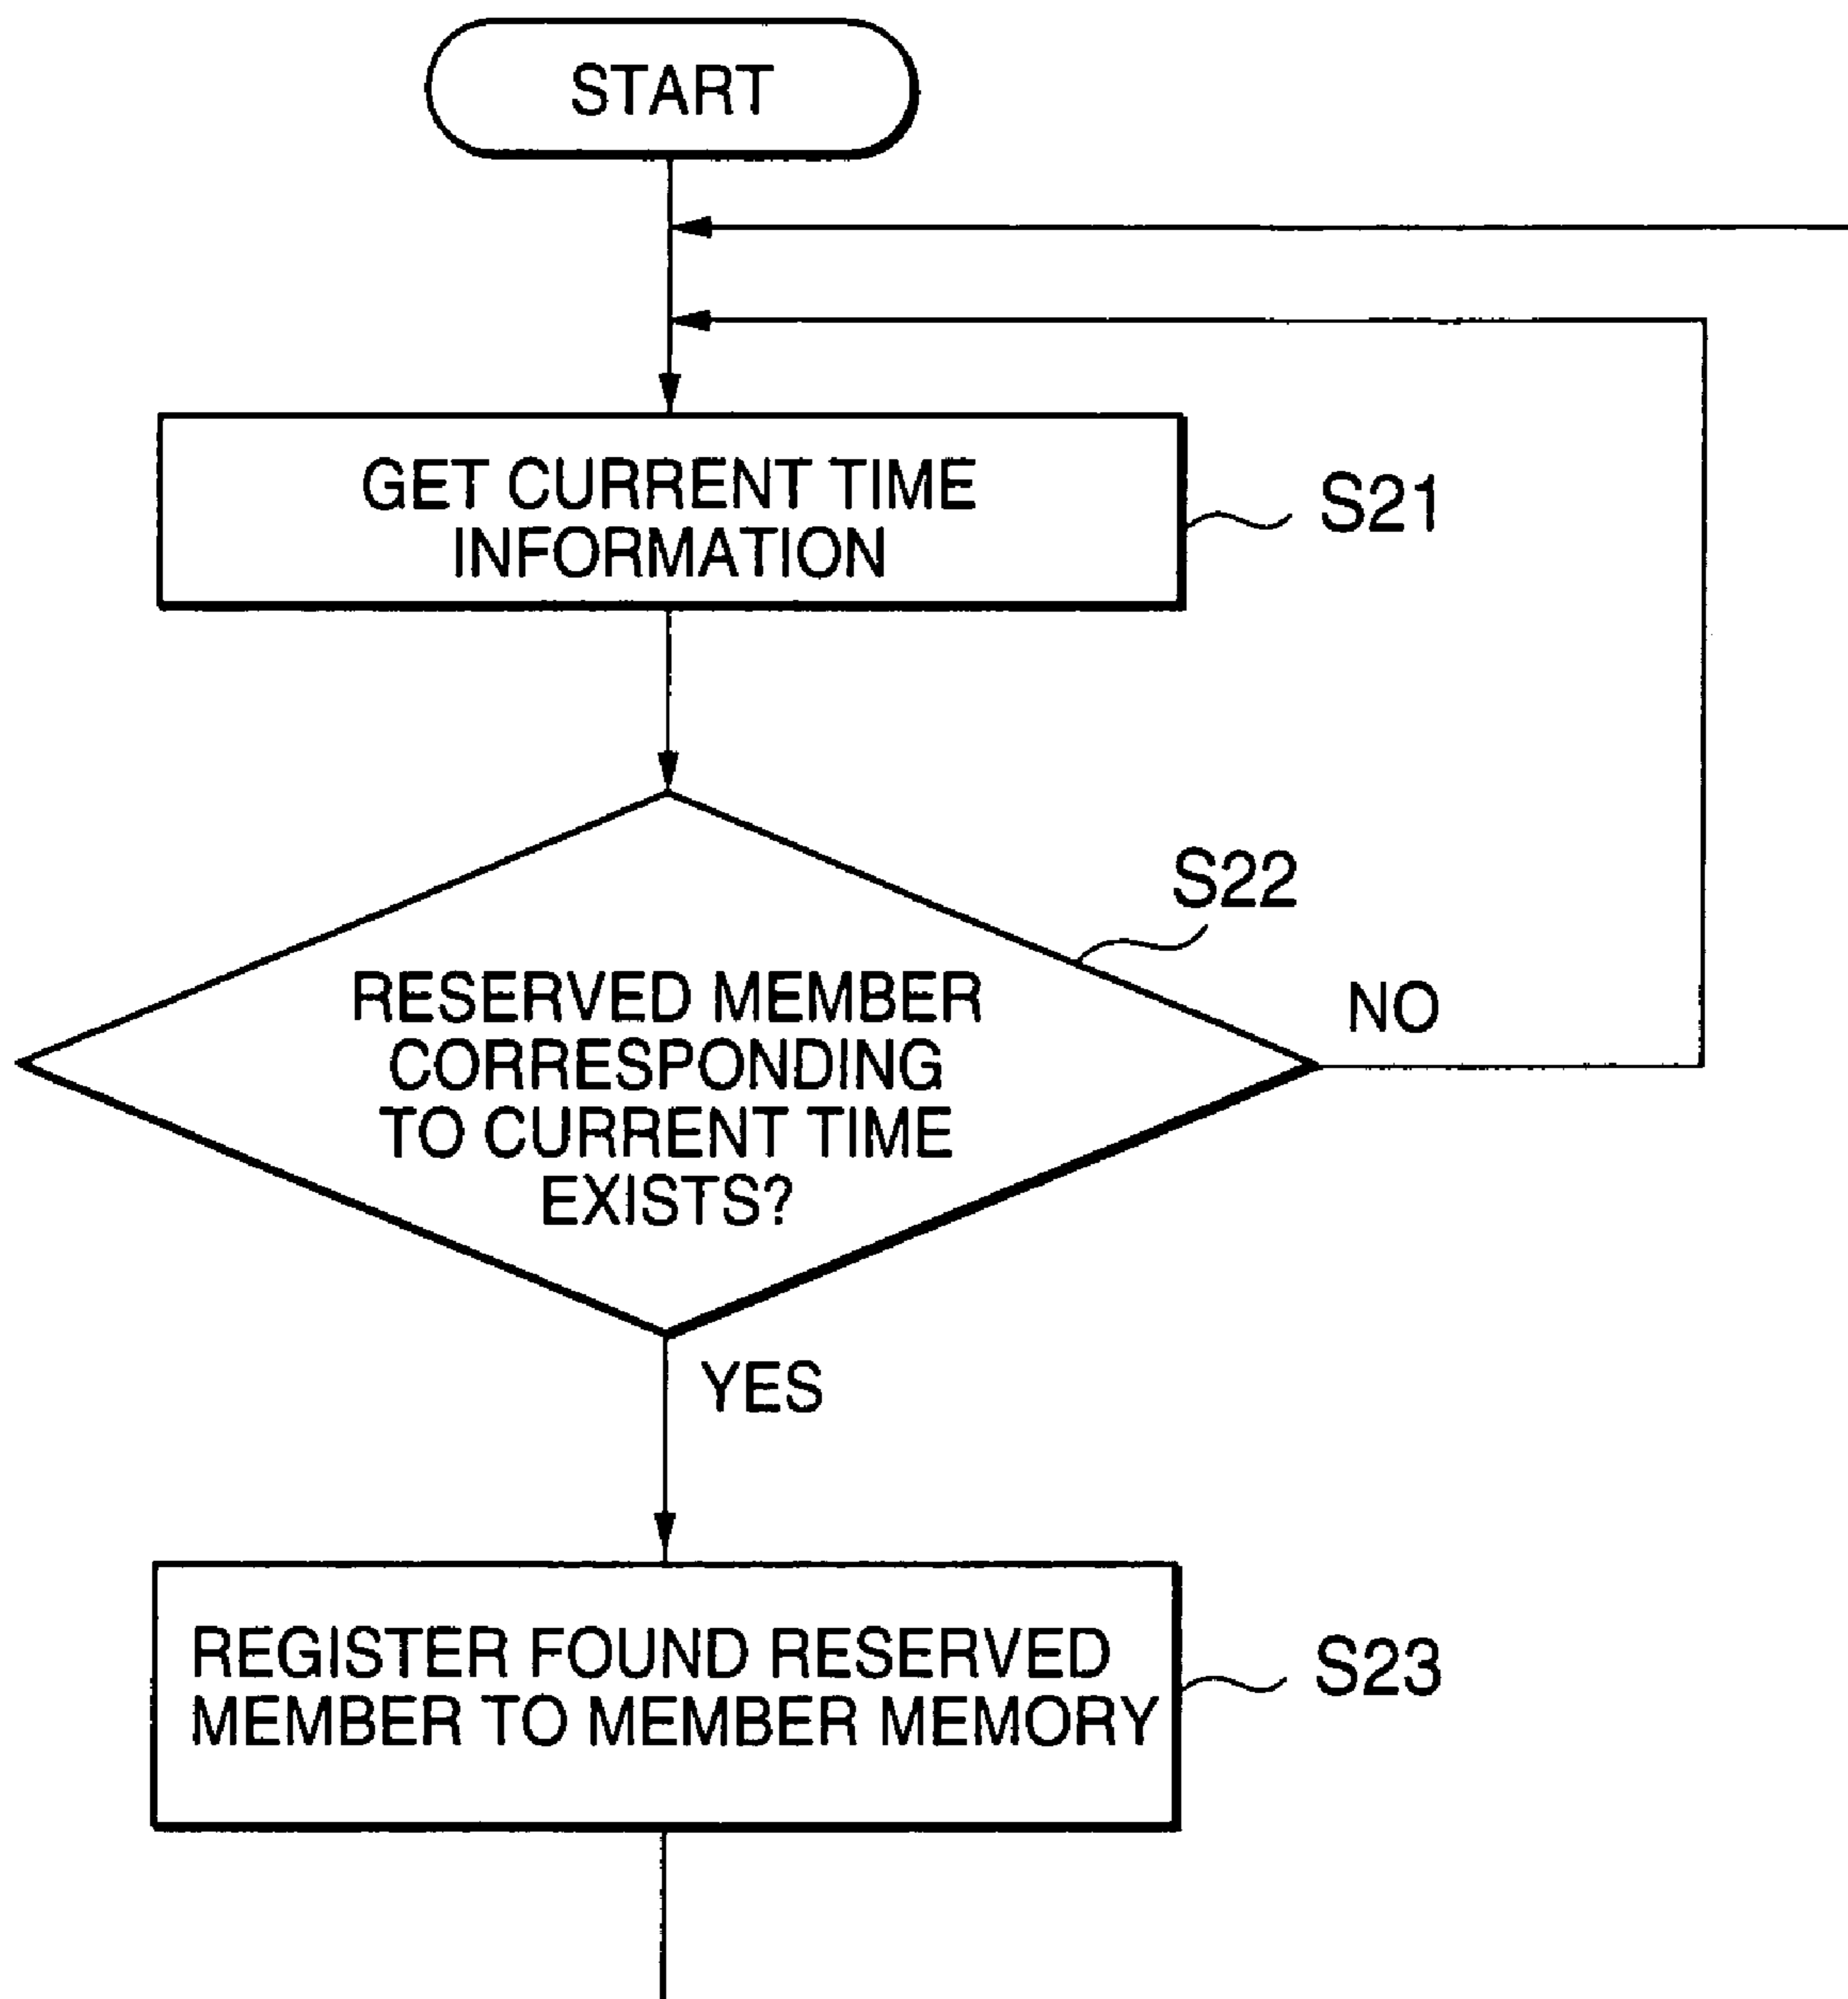 START
GET CURRENT TIME
INFORMATION
S21
S22
RESERVED MEMBER
CORRESPONDING
TO CURRENT TIME
EXISTS?
NO
YES
REGISTER FOUND RESERVED
MEMBER TO MEMBER MEMORY
S23